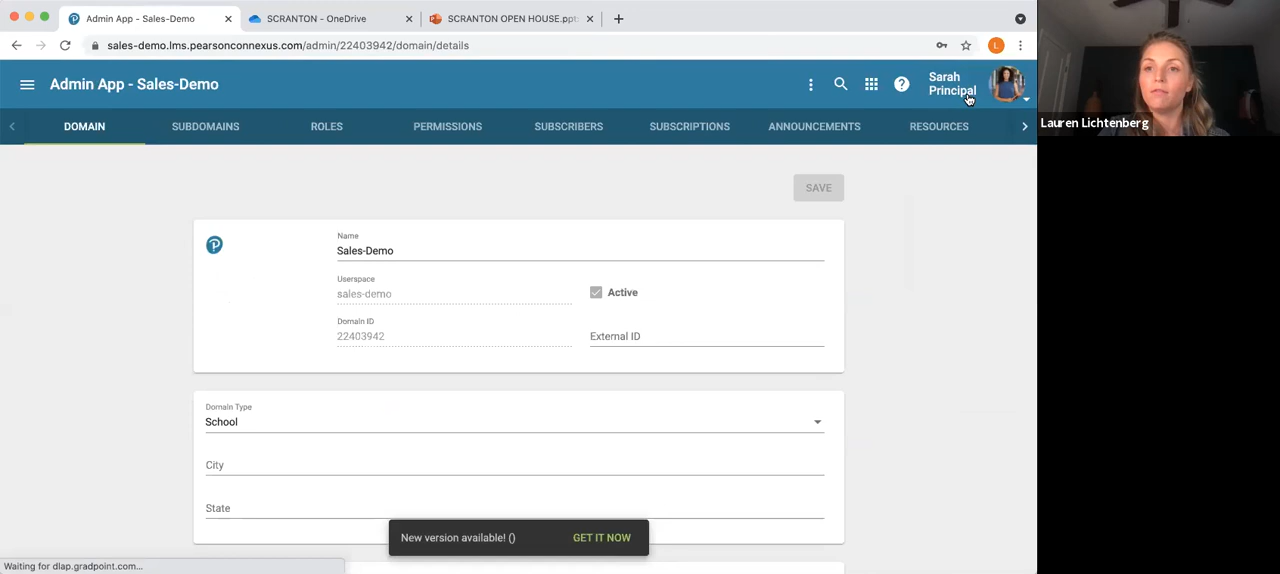 Admin App - Sales-Demo
SCRANTON - OneDrive
SCRANTON OPEN HOUSE.ppt
sales-demo.lms.pearsonconnexus.com/admin/22403942/domain/details
L
Admin App - Sales-Demo
Sarah
Principal
Lauren Lichtenberg
DOMAIN SUBDOMAINS ROLES PERMISSIONS SUBSCRIBERS SUBSCRIPTIONS ANNOUNCEMENTS RESOURCES
SAVE
Name
Sales-Demo
Userspace
sales-demo
Active
Domain ID
22403942
External ID
Domain Type
School
City
State
New version available! () GET IT NOW
Waiting for dlap.gradpoint.com...